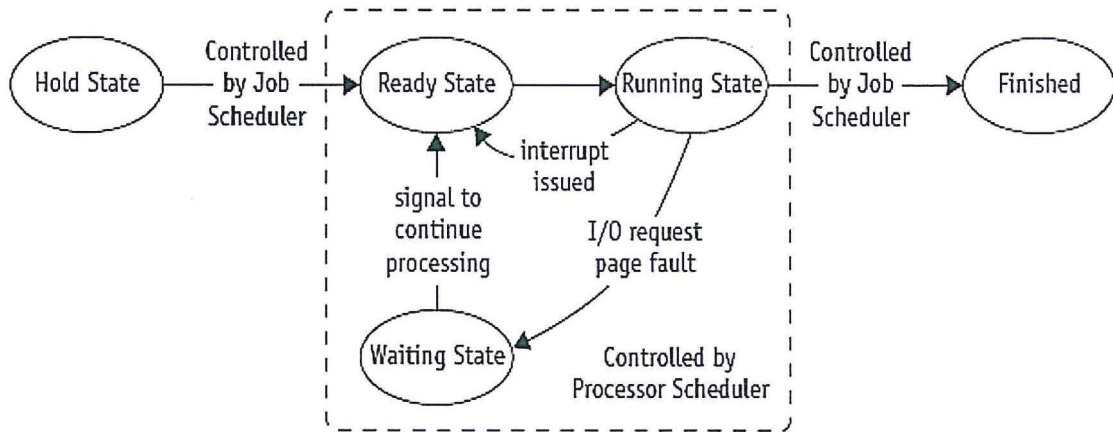 Hold State
Controlled
by Job
Scheduler
Ready State
Running State
Controlled
by Job
Scheduler
Finished
interrupt
issued
signal to
continue
processing
I/O request
page fault
Waiting State
Controlled by
Processor Scheduler